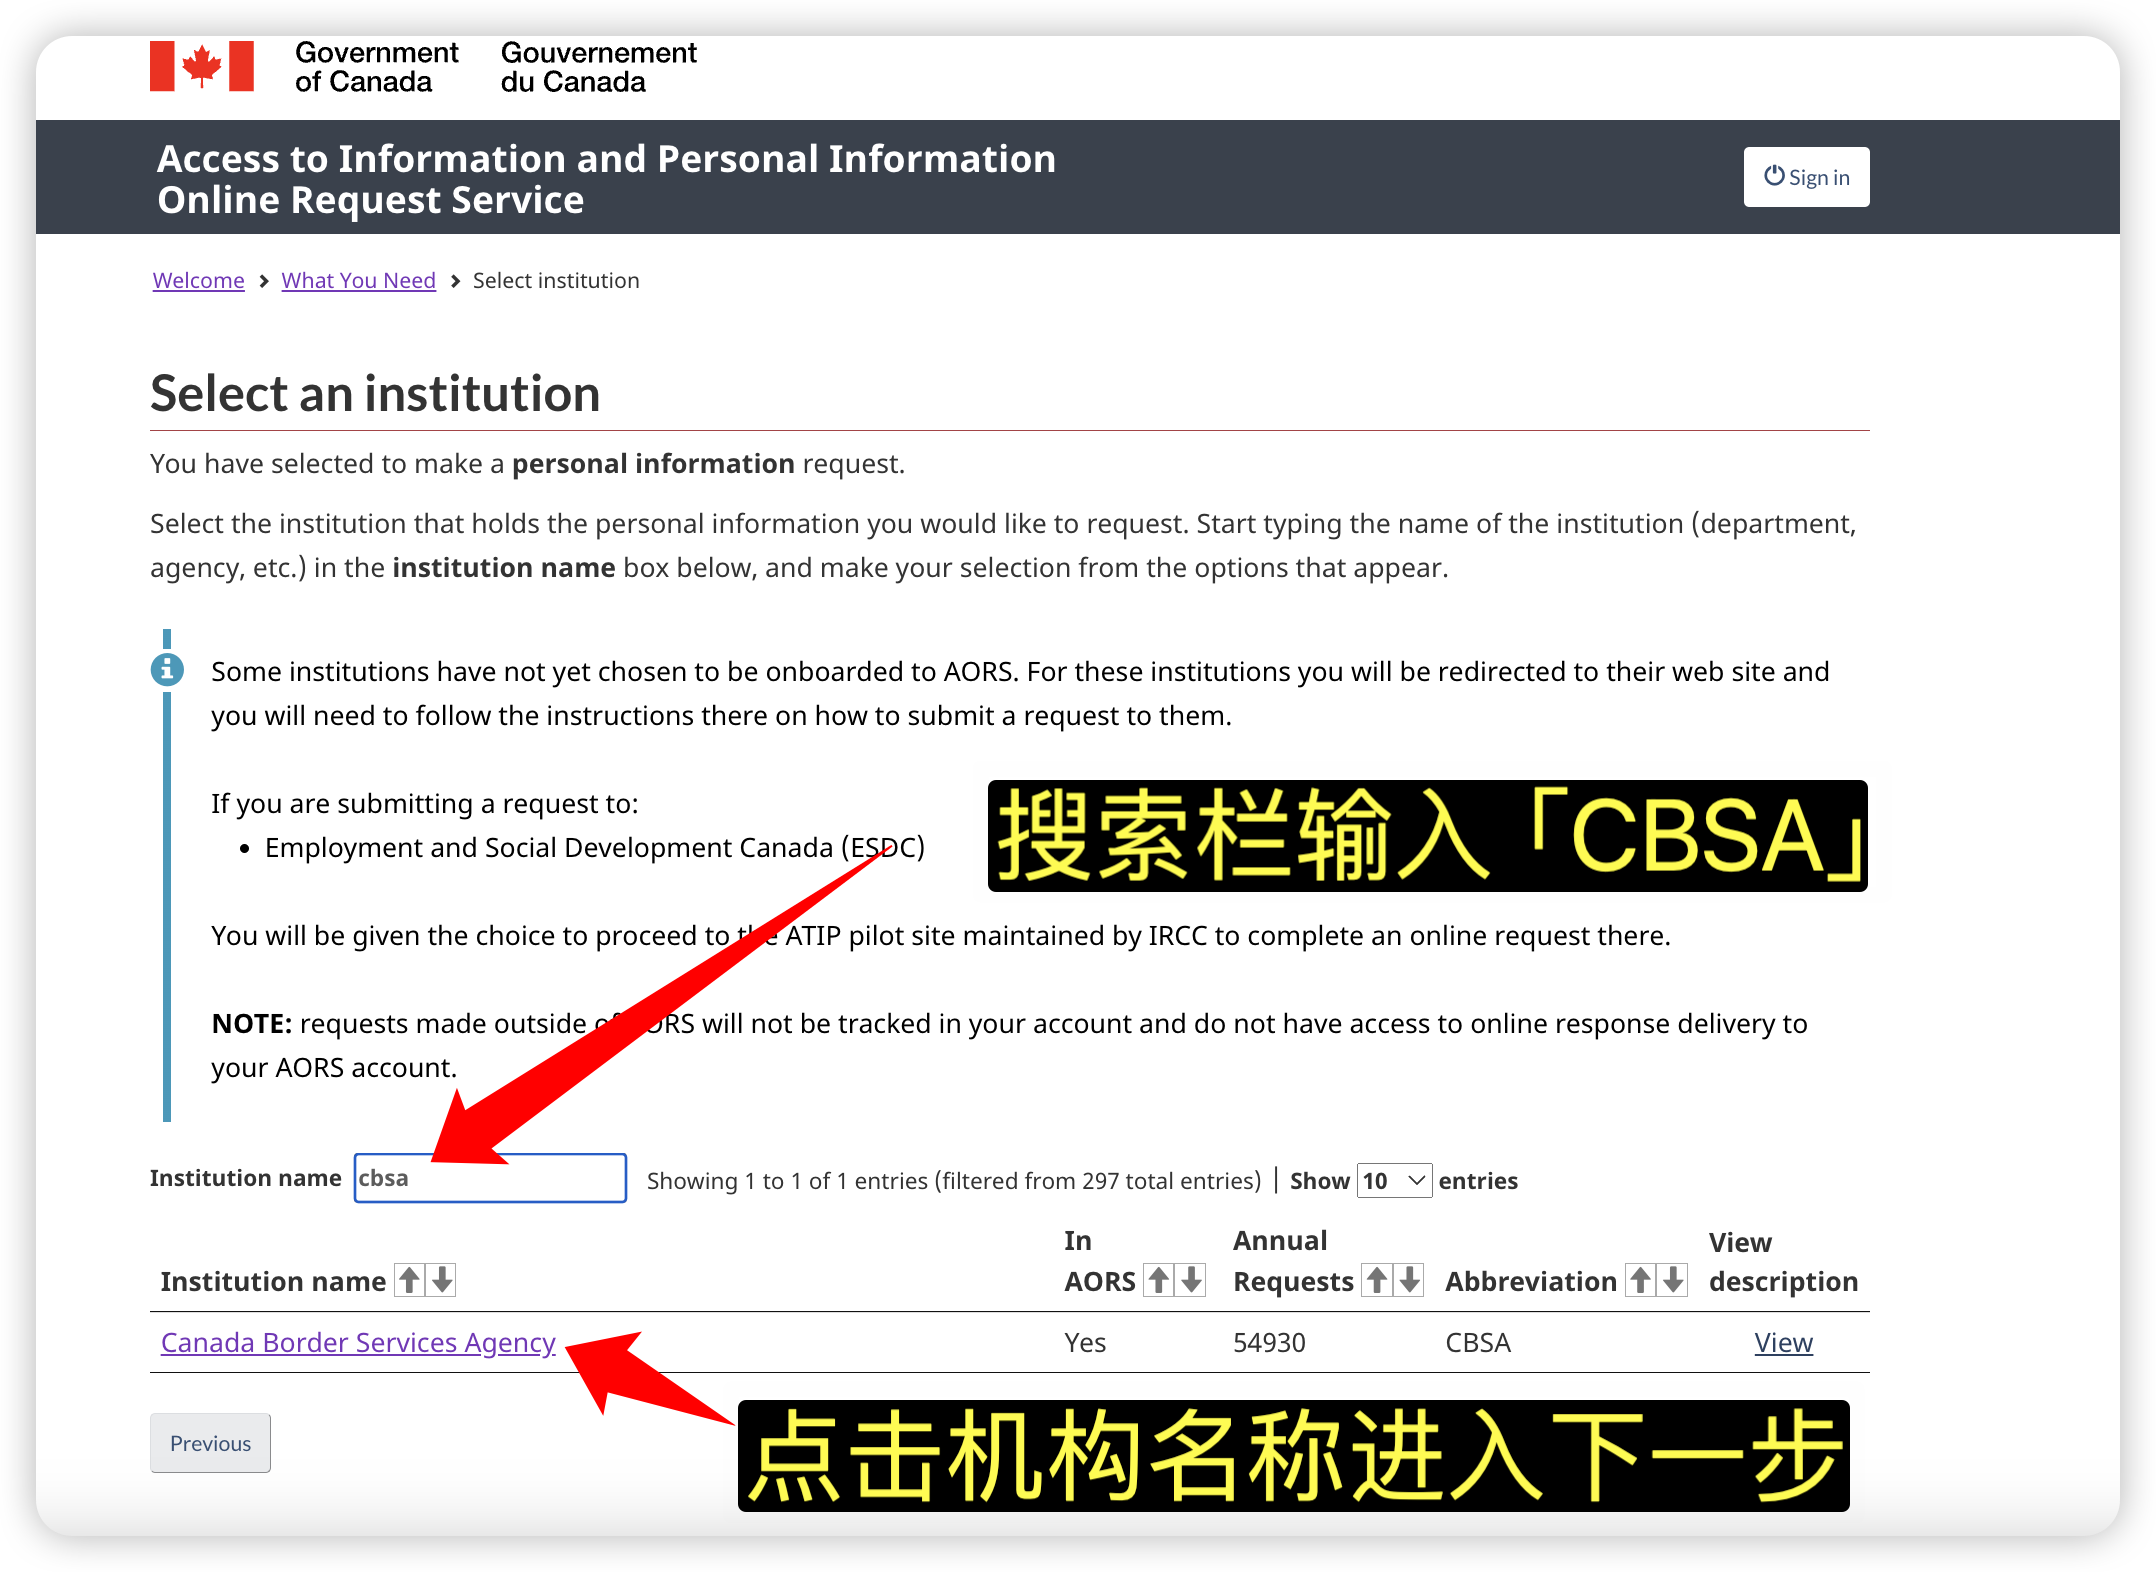 Government
of Canada
Gouvernement
du Canada
Access to Information and Personal Information
Online Request Service
Sign in
Welcome > What You Need > Select institution
Select an institution
You have selected to make a personal information request.
Select the institution that holds the personal information you would like to request. Start typing the name of the institution (department,
agency, etc.) in the institution name box below, and make your selection from the options that appear.
Some institutions have not yet chosen to be onboarded to AORS. For these institutions you will be redirected to their web site and
you will need to follow the instructions there on how to submit a request to them.
If you are submitting a request to:
• Employment and Social Development Canada (ESDC)
搜索栏输入「CBSA」
You will be given the choice to proceed to the ATIP pilot site maintained by IRCC to complete an online request there.
NOTE: requests made outside of AORS will not be tracked in your account and do not have access to online response delivery to
your AORS account.
Institution name cbsa Showing 1 to 1 of 1 entries (filtered from 297 total entries) | Show 10 entries
Institution name
In
AORS
Annual
Requests
Abbreviation
View
description
Canada Border Services Agency Yes 54930 CBSA View
Previous
点击机构名称进入下一步